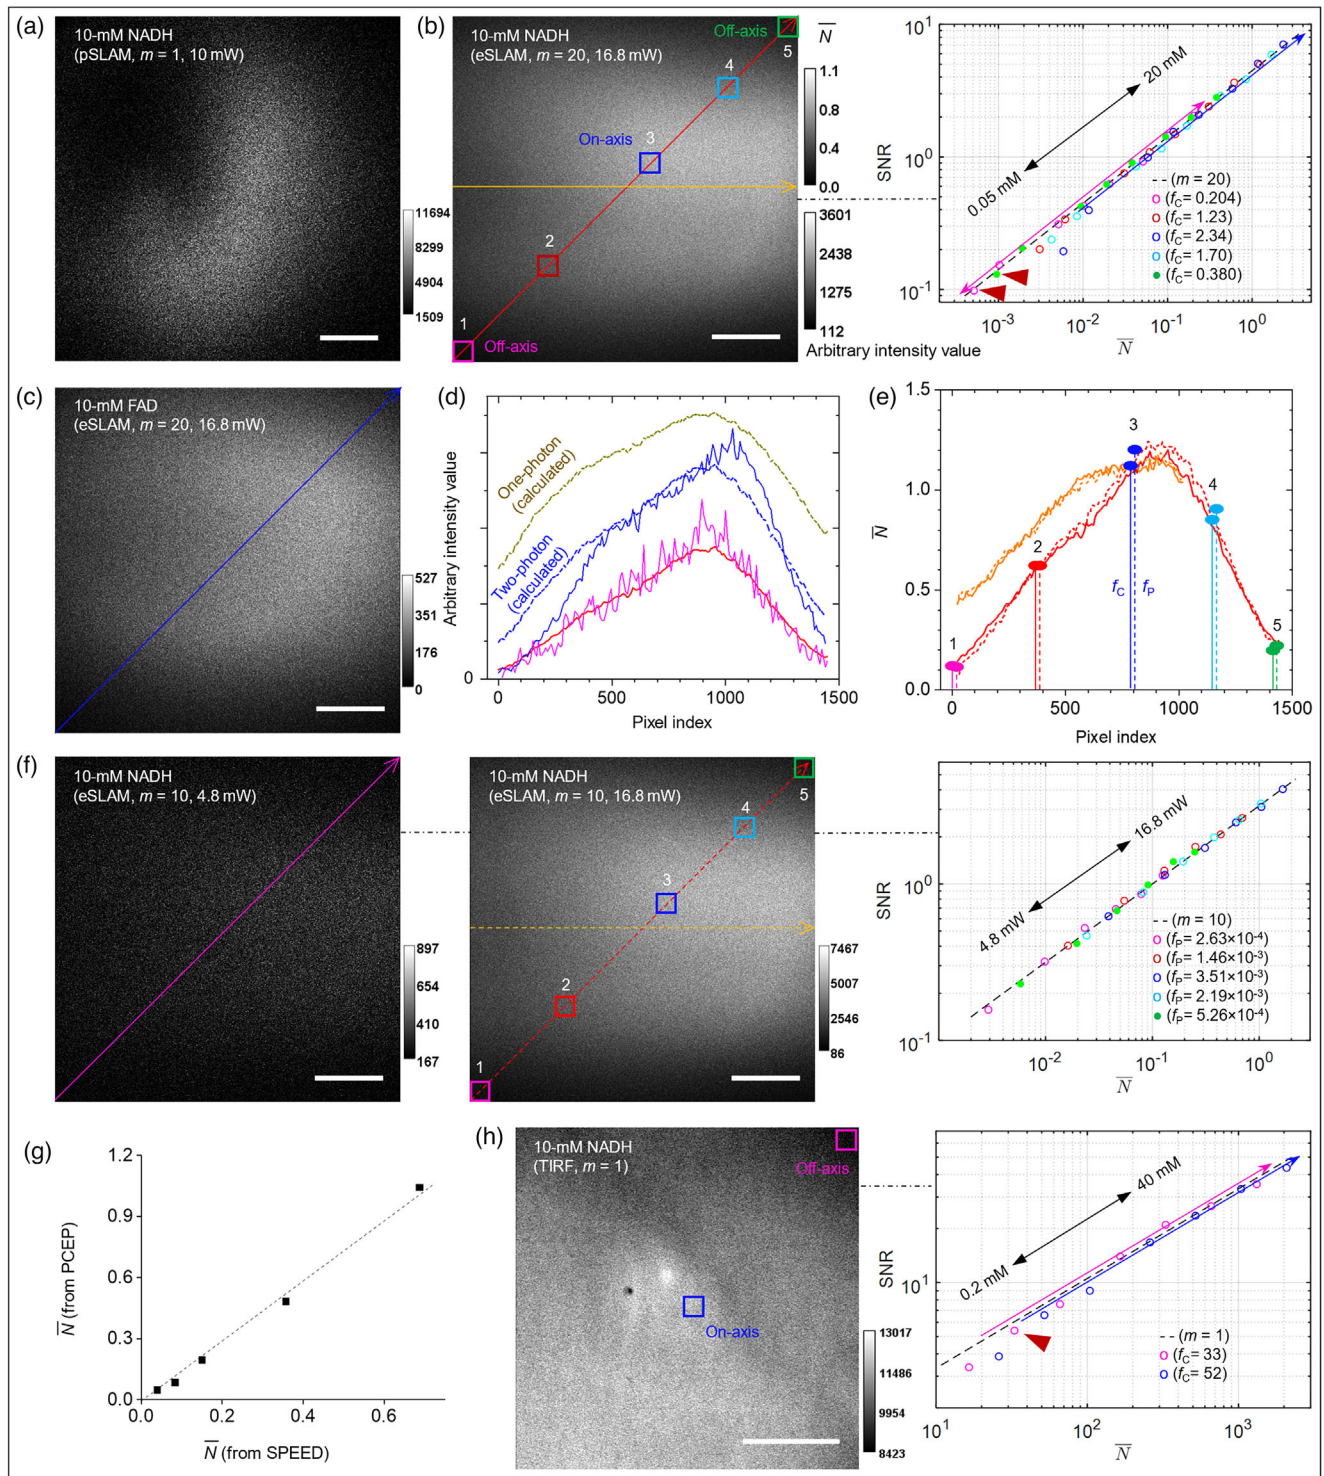 (a)
10-mM NADH
(pSLAM, m = 1, 10 mW)
11694
8299
4904
1509
(b)
10-mM NADH
(eSLAM, m = 20, 16.8 mW)
Off-axis
5
4
On-axis
3
2
1
Off-axis
N̅
1.1
0.8
0.4
0.0
3601
2438
1275
112
Arbitrary intensity value
SNR
10¹
10⁰
10⁻¹
0.05 mM
20 mM
-- (m = 20)
(fC = 0.204)
(fC = 1.23)
(fC = 2.34)
(fC = 1.70)
(fC = 0.380)
10⁻³
10⁻²
10⁻¹
10⁰
N̅
(c)
10-mM FAD
(eSLAM, m = 20, 16.8 mW)
527
351
176
0
(d)
Arbitrary intensity value
One-photon
(calculated)
Two-photon
(calculated)
0
0
500
1000
1500
Pixel index
(e)
N̅
1.5
1.0
0.5
0.0
1
2
3
4
5
fC
fP
0
500
1000
1500
Pixel index
(f)
10-mM NADH
(eSLAM, m = 10, 4.8 mW)
897
654
410
167
10-mM NADH
(eSLAM, m = 10, 16.8 mW)
5
4
3
2
1
7467
5007
2546
86
SNR
10⁰
10⁻¹
4.8 mW
16.8 mW
-- (m = 10)
(fP = 2.63×10⁻⁴)
(fP = 1.46×10⁻³)
(fP = 3.51×10⁻³)
(fP = 2.19×10⁻³)
(fP = 5.26×10⁻⁴)
10⁻²
10⁻¹
10⁰
N̅
(g)
N̅ (from PCEP)
1.2
0.9
0.6
0.3
0.0
0.0
0.2
0.4
0.6
N̅ (from SPEED)
(h)
10-mM NADH
(TIRF, m = 1)
Off-axis
On-axis
13017
11486
9954
8423
SNR
10¹
0.2 mM
40 mM
-- (m = 1)
(fC = 33)
(fC = 52)
10¹
10²
10³
N̅